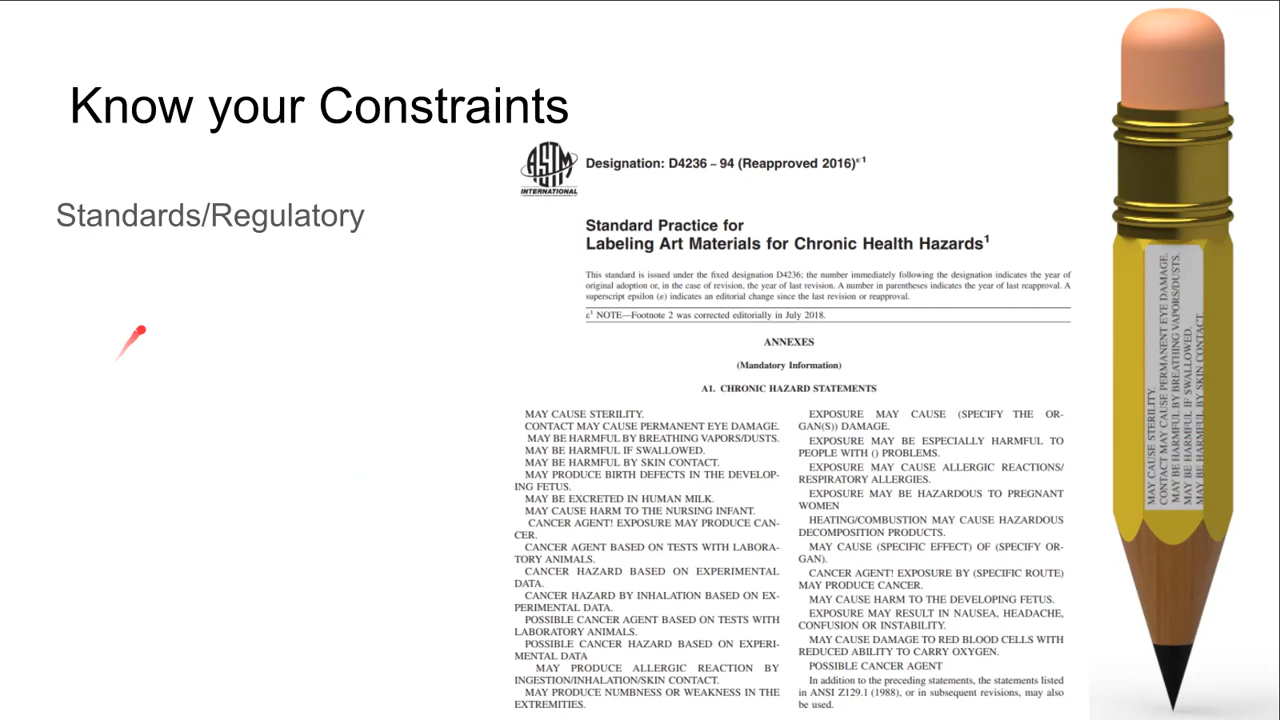 Know your Constraints
Standards/Regulatory
ASTM
INTERNATIONAL
Designation: D4236 – 94 (Reapproved 2016)ε1
Standard Practice for
Labeling Art Materials for Chronic Health Hazards1
This standard is issued under the fixed designation D4236; the number immediately following the designation indicates the year of
original adoption or, in the case of revision, the year of last revision. A number in parentheses indicates the year of last reapproval. A
superscript epsilon (ε) indicates an editorial change since the last revision or reapproval.
ε1 NOTE—Footnote 2 was corrected editorially in July 2018.
ANNEXES
(Mandatory Information)
A1. CHRONIC HAZARD STATEMENTS
MAY CAUSE STERILITY.
CONTACT MAY CAUSE PERMANENT EYE DAMAGE.
MAY BE HARMFUL BY BREATHING VAPORS/DUSTS.
MAY BE HARMFUL IF SWALLOWED.
MAY BE HARMFUL BY SKIN CONTACT.
MAY PRODUCE BIRTH DEFECTS IN THE DEVELOP-
ING FETUS.
MAY BE EXCRETED IN HUMAN MILK.
MAY CAUSE HARM TO THE NURSING INFANT.
CANCER AGENT! EXPOSURE MAY PRODUCE CAN-
CER.
CANCER AGENT BASED ON TESTS WITH LABORA-
TORY ANIMALS.
CANCER HAZARD BASED ON EXPERIMENTAL
DATA.
CANCER HAZARD BY INHALATION BASED ON EX-
PERIMENTAL DATA.
POSSIBLE CANCER AGENT BASED ON TESTS WITH
LABORATORY ANIMALS.
POSSIBLE CANCER HAZARD BASED ON EXPERI-
MENTAL DATA
MAY PRODUCE ALLERGIC REACTION BY
INGESTION/INHALATION/SKIN CONTACT.
MAY PRODUCE NUMBNESS OR WEAKNESS IN THE
EXTREMITIES.
EXPOSURE MAY CAUSE (SPECIFY THE OR-
GAN(S)) DAMAGE.
EXPOSURE MAY BE ESPECIALLY HARMFUL TO
PEOPLE WITH () PROBLEMS.
EXPOSURE MAY CAUSE ALLERGIC REACTIONS/
RESPIRATORY ALLERGIES.
EXPOSURE MAY BE HAZARDOUS TO PREGNANT
WOMEN
HEATING/COMBUSTION MAY CAUSE HAZARDOUS
DECOMPOSITION PRODUCTS.
MAY CAUSE (SPECIFIC EFFECT) OF (SPECIFY OR-
GAN).
CANCER AGENT! EXPOSURE BY (SPECIFIC ROUTE)
MAY PRODUCE CANCER.
MAY CAUSE HARM TO THE DEVELOPING FETUS.
EXPOSURE MAY RESULT IN NAUSEA, HEADACHE,
CONFUSION OR INSTABILITY.
MAY CAUSE DAMAGE TO RED BLOOD CELLS WITH
REDUCED ABILITY TO CARRY OXYGEN.
POSSIBLE CANCER AGENT
In addition to the preceding statements, the statements listed
in ANSI Z129.1 (1988), or in subsequent revisions, may also
be used.
MAY CAUSE STERILITY.
CONTACT MAY CAUSE PERMANENT EYE DAMAGE.
MAY BE HARMFUL BY BREATHING VAPORS/DUSTS.
MAY BE HARMFUL IF SWALLOWED.
MAY BE HARMFUL BY SKIN CONTACT.